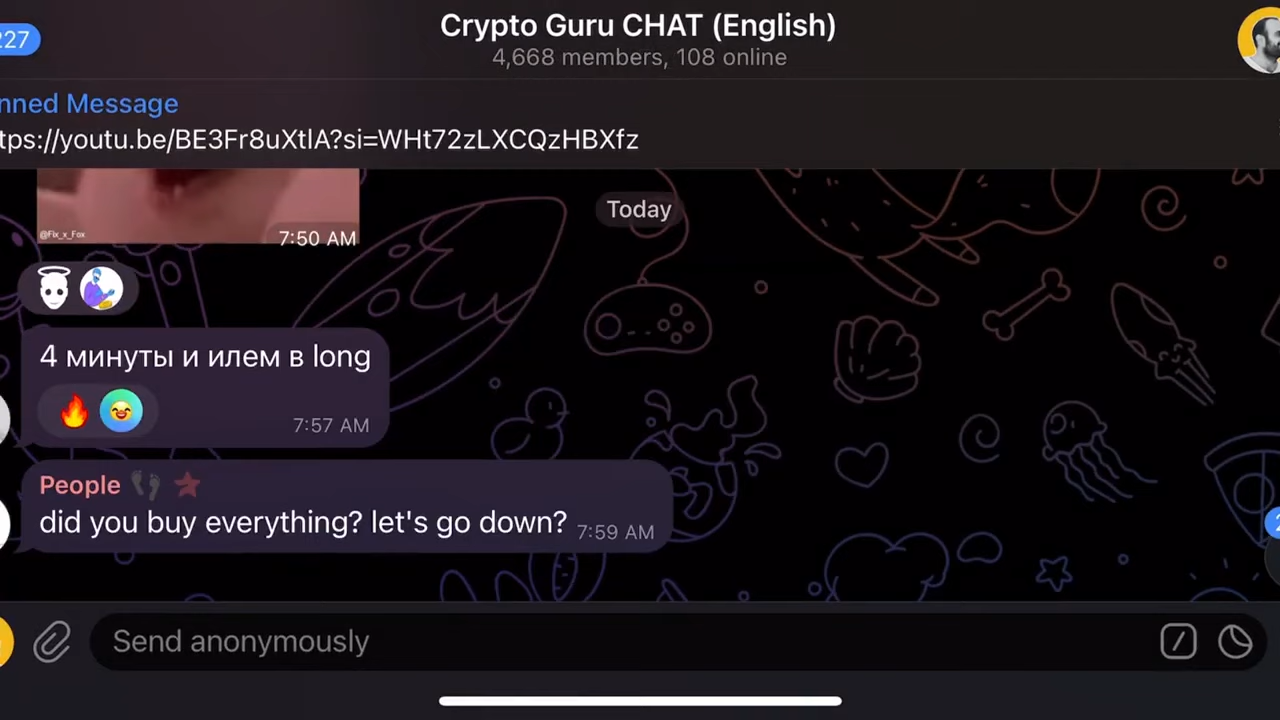 227
Crypto Guru CHAT (English)
4,668 members, 108 online
nned Message
tps://youtu.be/BE3Fr8uXtlA?si=WHt72zLXCQzHBXfz
Today
@Fix_x_Fox
7:50 AM
4 минуты и илем в long
7:57 AM
People
did you buy everything? let's go down?
7:59 AM
Send anonymously